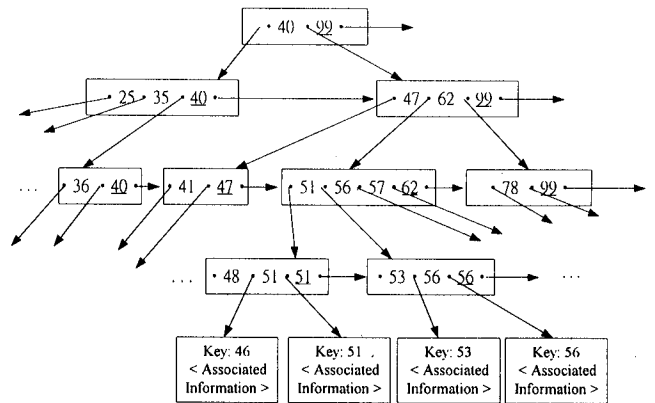 40 99
25 35 40
47 62 99
... 36 40
41 47
51 56 57 62
78 99
... 48 51 51
53 56 56 ...
Key: 46
< Associated
Information >
Key: 51
< Associated
Information >
Key: 53
< Associated
Information >
Key: 56
< Associated
Information >